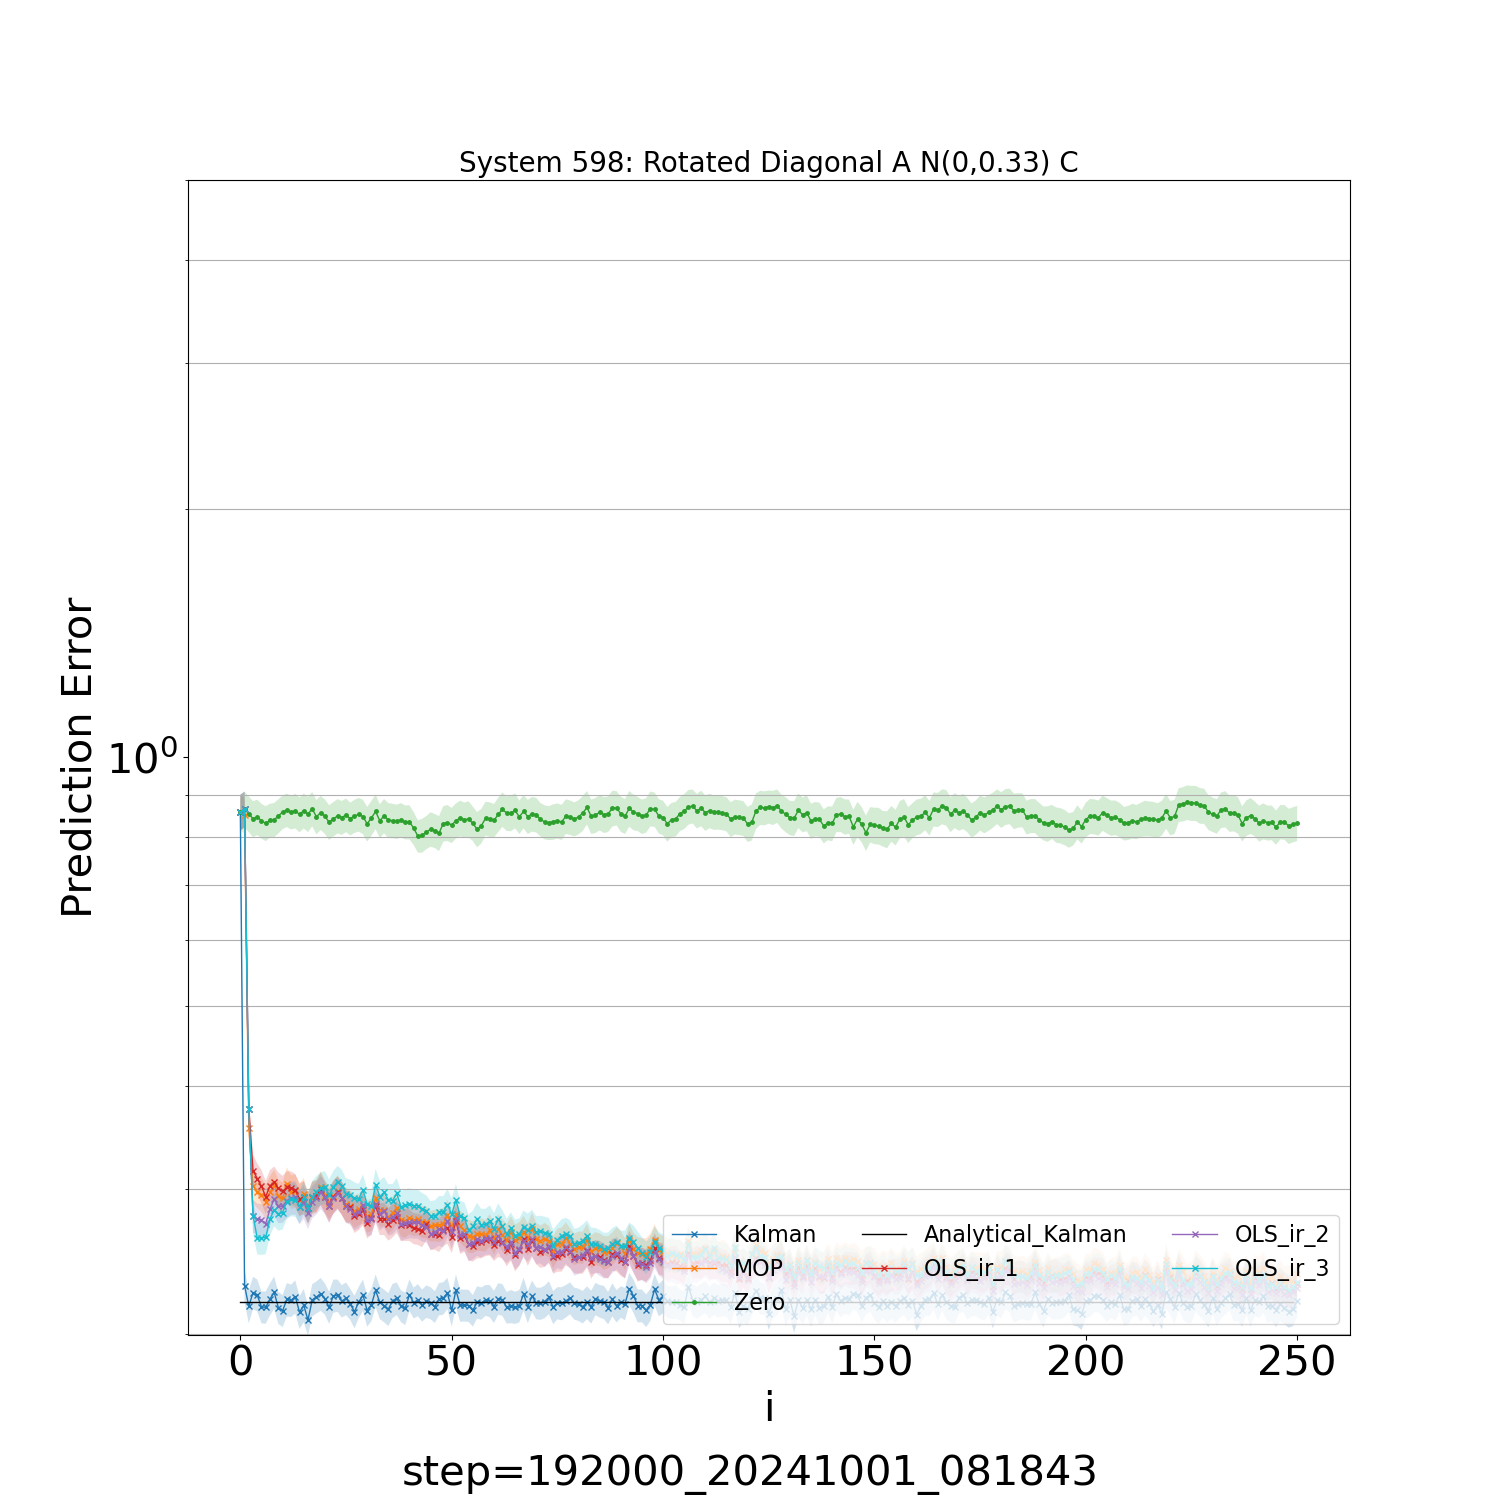 System 598: Rotated Diagonal A N(0,0.33) C
Prediction Error
10⁰
Kalman
MOP
Zero
Analytical_Kalman
OLS_ir_1
OLS_ir_2
OLS_ir_3
0 50 100 150 200 250
i
step=192000_20241001_081843